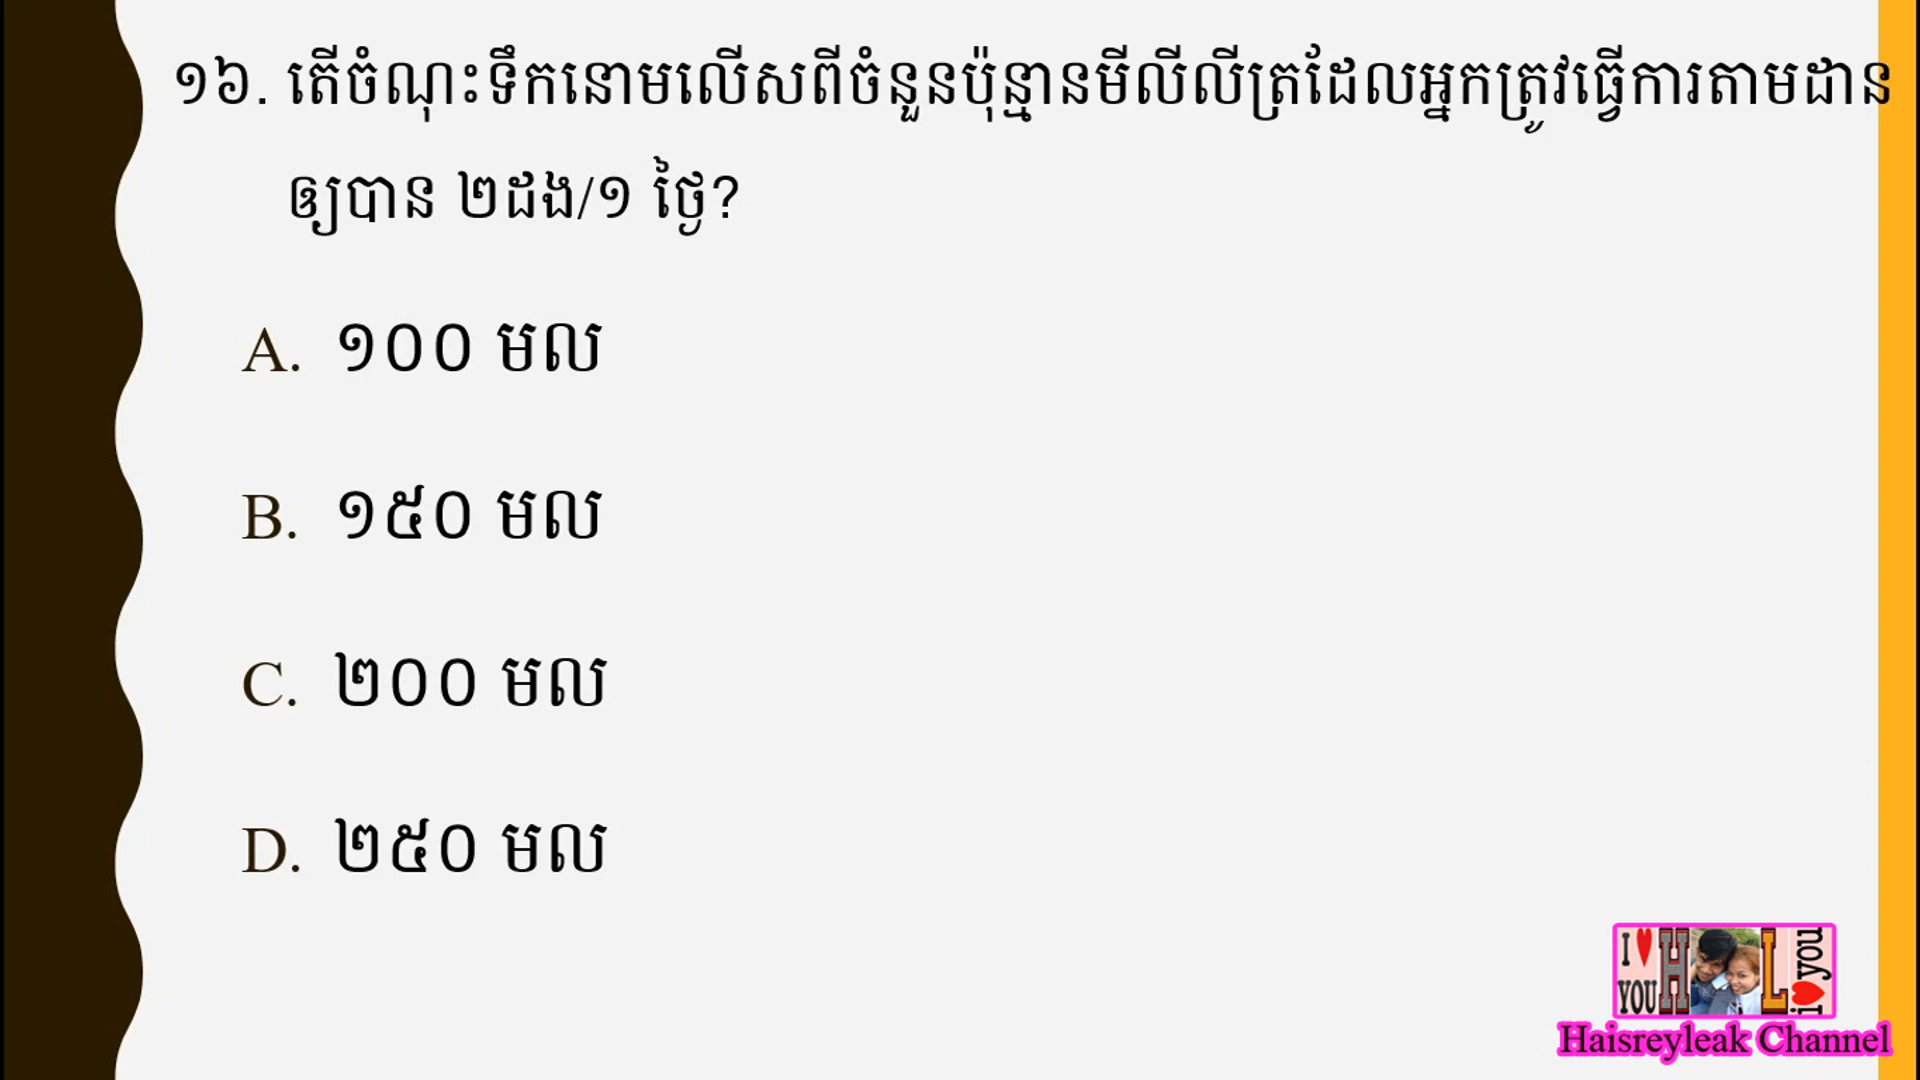 ១៦. តើចំណុះទឹកនោមលើសពីចំនួនប៉ុន្មានមីលីលីត្រដែលអ្នកត្រូវធ្វើការតាមដាន
ឲ្យបាន ២ដង/១ ថ្ងៃ?
A. ១០០ មល
B. ១៥០ មល
C. ២០០ មល
D. ២៥០ មល
I ♥ YOU H L i ♥ you
Haisreyleak Channel